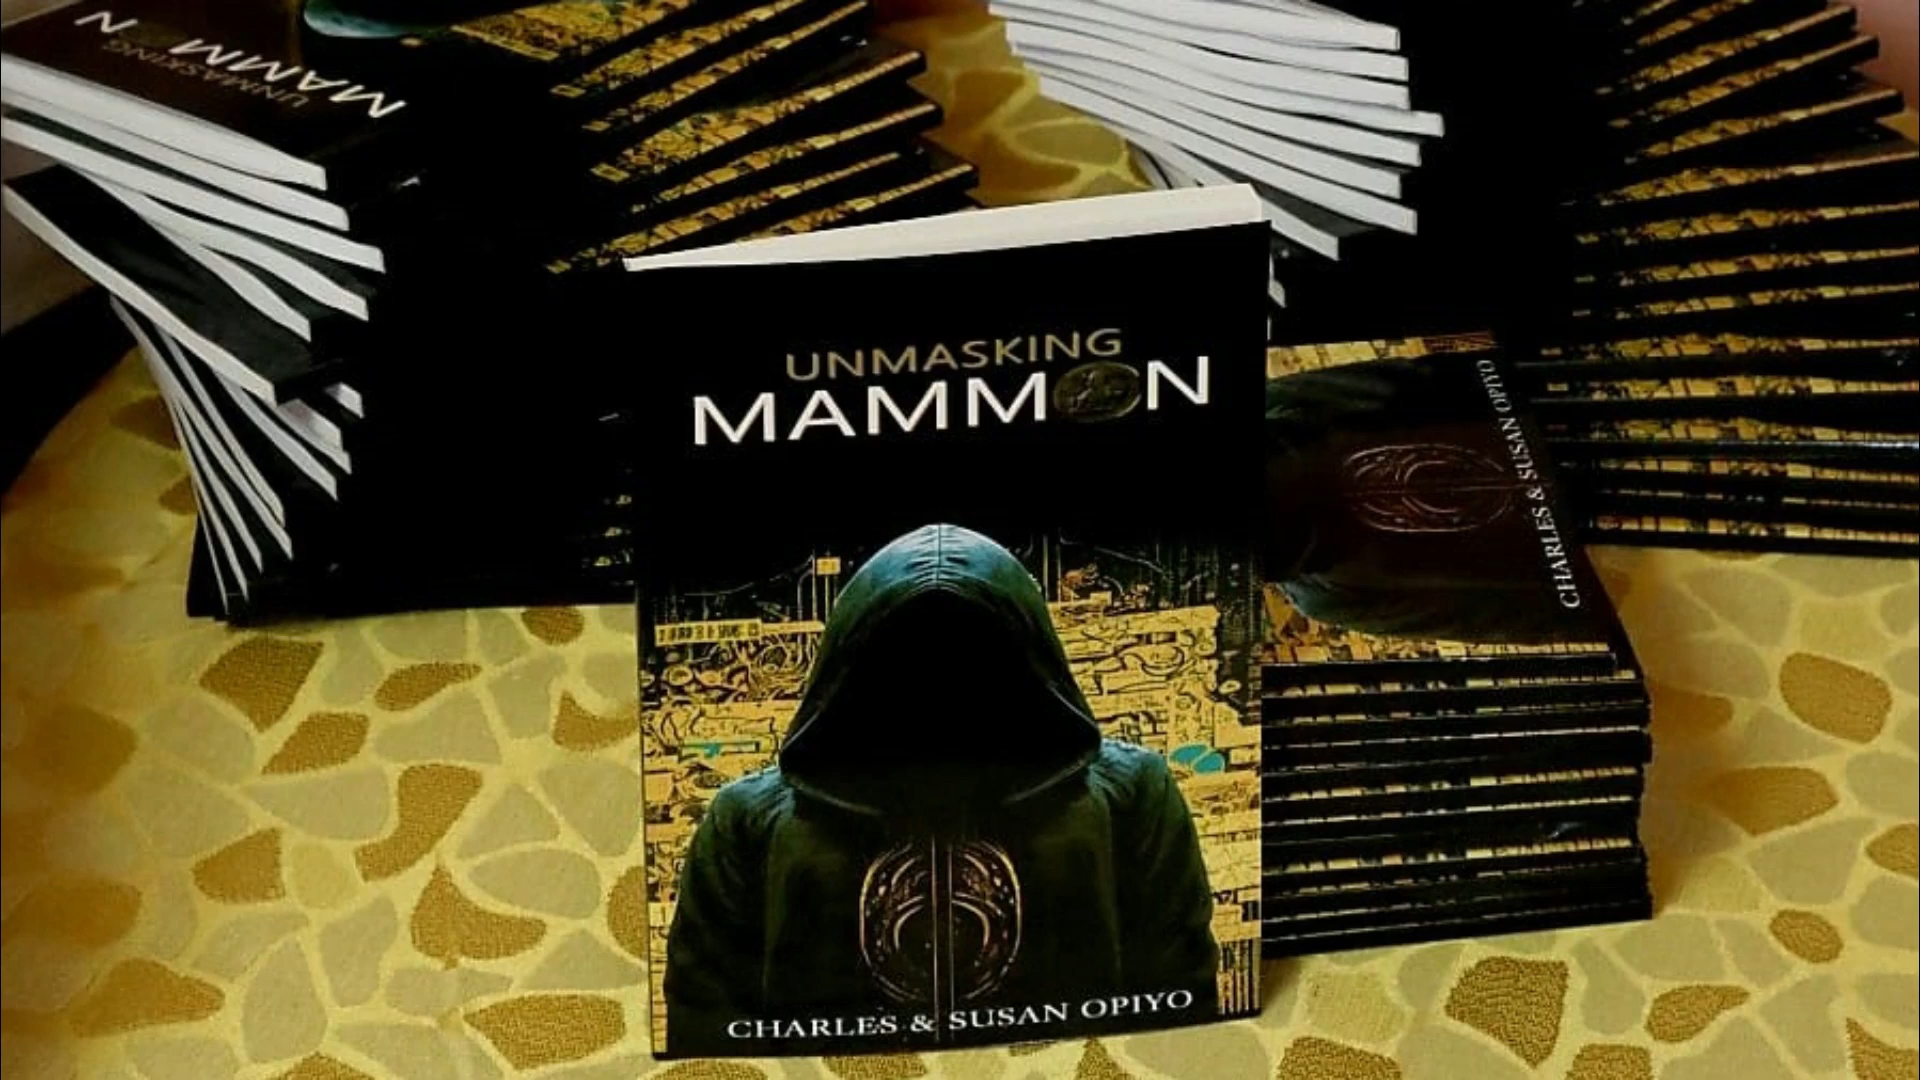 UNMASKING
MAMMON
UNMASKING
MAMMON
CHARLES & SUSAN OPIYO
CHARLES & SUSAN OPIYO